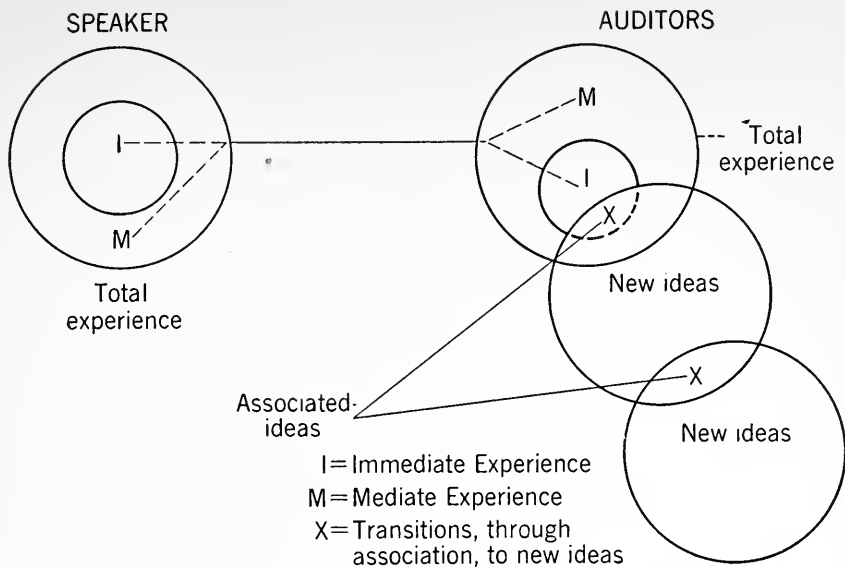 SPEAKER
AUDITORS
I
M
Total
experience
M
I
X
Total
experience
New ideas
X
New ideas
Associated-
ideas
I=Immediate Experience
M=Mediate Experience
X=Transitions, through
association, to new ideas